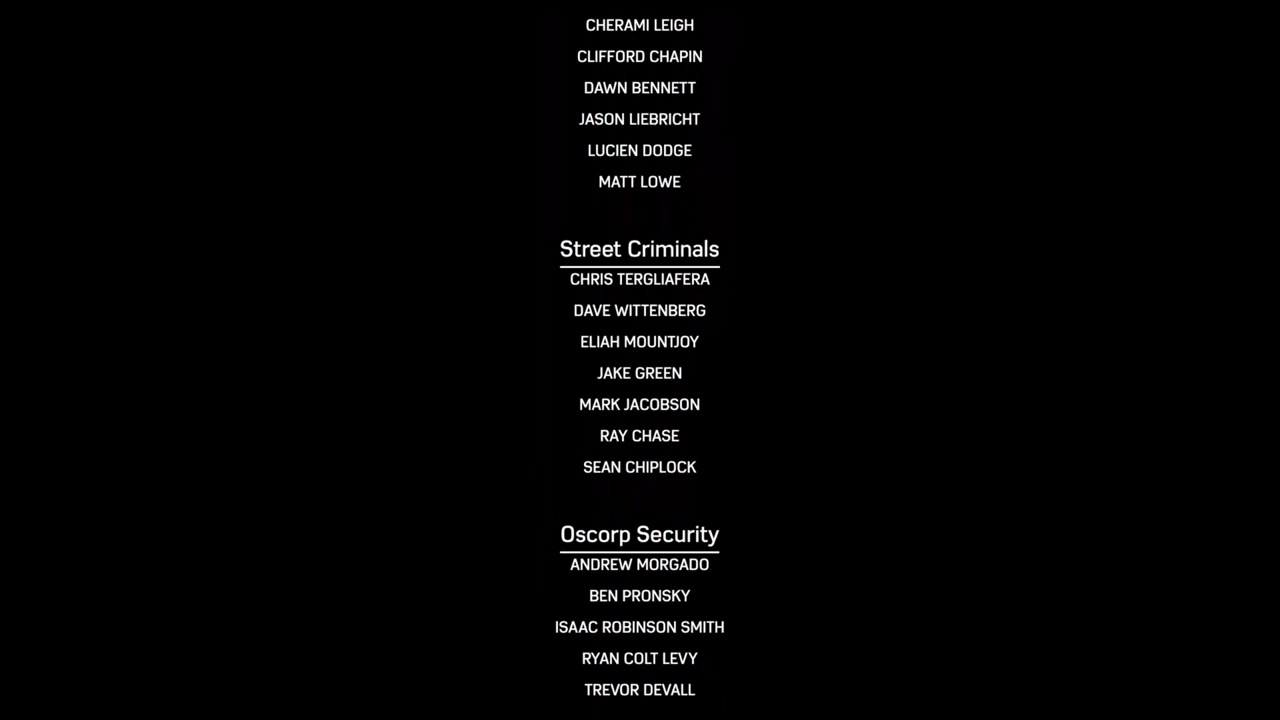 CHERAMI LEIGH
CLIFFORD CHAPIN
DAWN BENNETT
JASON LIEBRICHT
LUCIEN DODGE
MATT LOWE
Street Criminals
CHRIS TERGLIAFERA
DAVE WITTENBERG
ELIAH MOUNTJOY
JAKE GREEN
MARK JACOBSON
RAY CHASE
SEAN CHIPLOCK
Oscorp Security
ANDREW MORGADO
BEN PRONSKY
ISAAC ROBINSON SMITH
RYAN COLT LEVY
TREVOR DEVALL